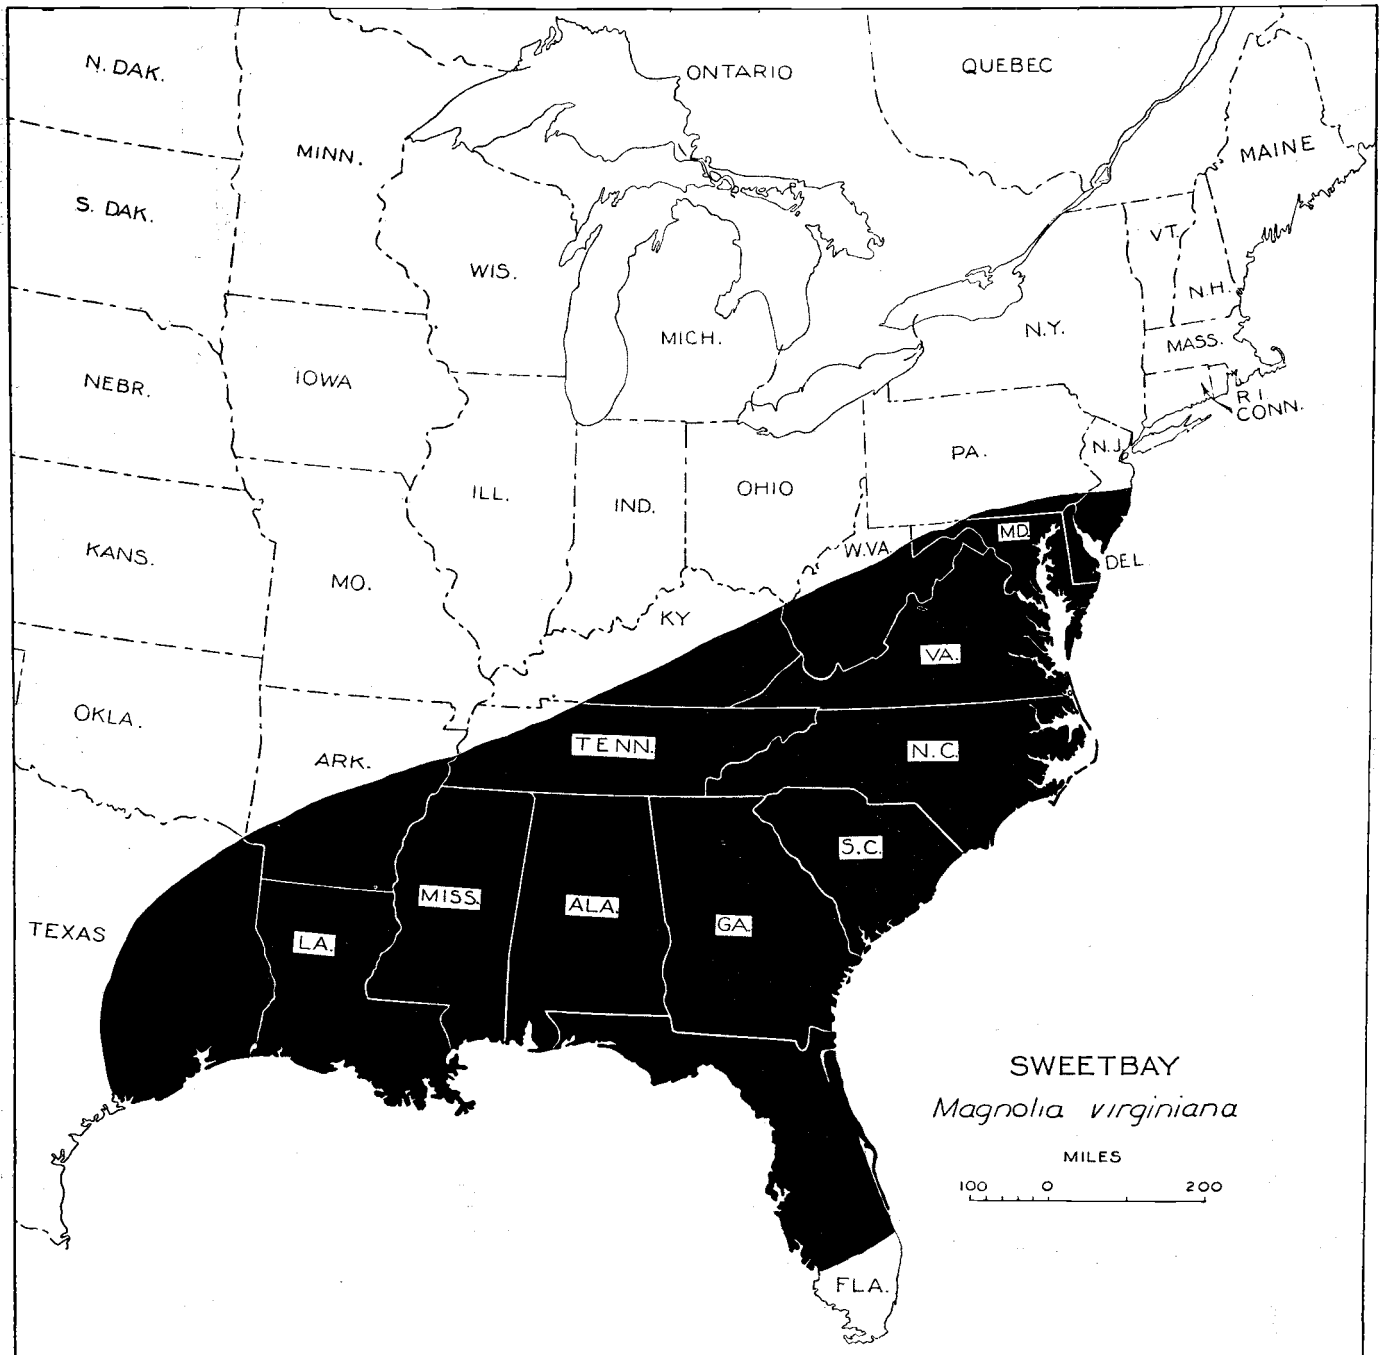 N. DAK.
ONTARIO
QUEBEC
MINN.
MAINE
S. DAK.
VT.
WIS.
N.H.
N.Y.
MICH.
MASS.
NEBR.
IOWA
R I
CONN.
N.J.
PA.
OHIO
ILL.
IND.
MD.
KANS.
W.VA.
DEL.
MO.
KY
VA.
OKLA.
TENN.
N.C.
ARK.
S.C.
MISS.
ALA.
GA.
TEXAS
LA.
SWEETBAY
Magnolia virginiana
MILES
100 0 200
FLA.